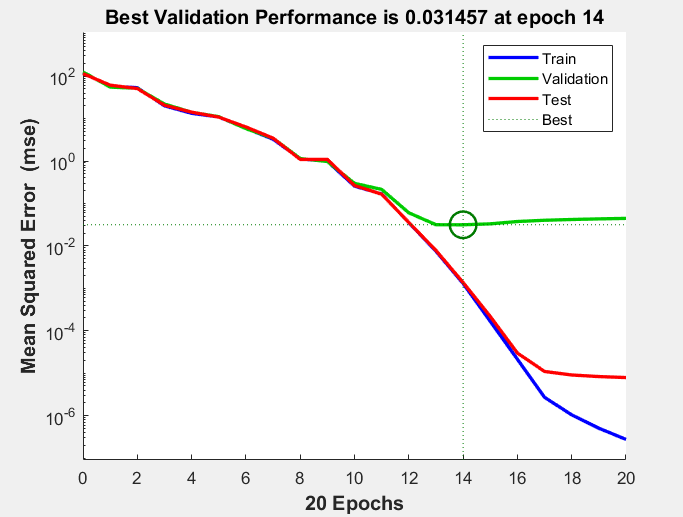 Best Validation Performance is 0.031457 at epoch 14
Train
Validation
Test
Best
Mean Squared Error (mse)
10^2
10^0
10^-2
10^-4
10^-6
0 2 4 6 8 10 12 14 16 18 20
20 Epochs